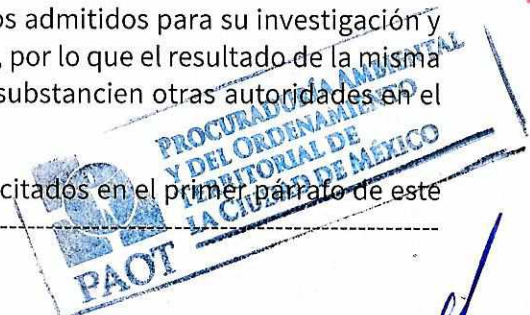 os admitidos para su investigación y
, por lo que el resultado de la misma
substancien otras autoridades en el
citados en el primer párrafo de este
PROCURADURÍA AMBIENTAL
Y DEL ORDENAMIENTO
TERRITORIAL DE
LA CIUDAD DE MÉXICO
PAOT